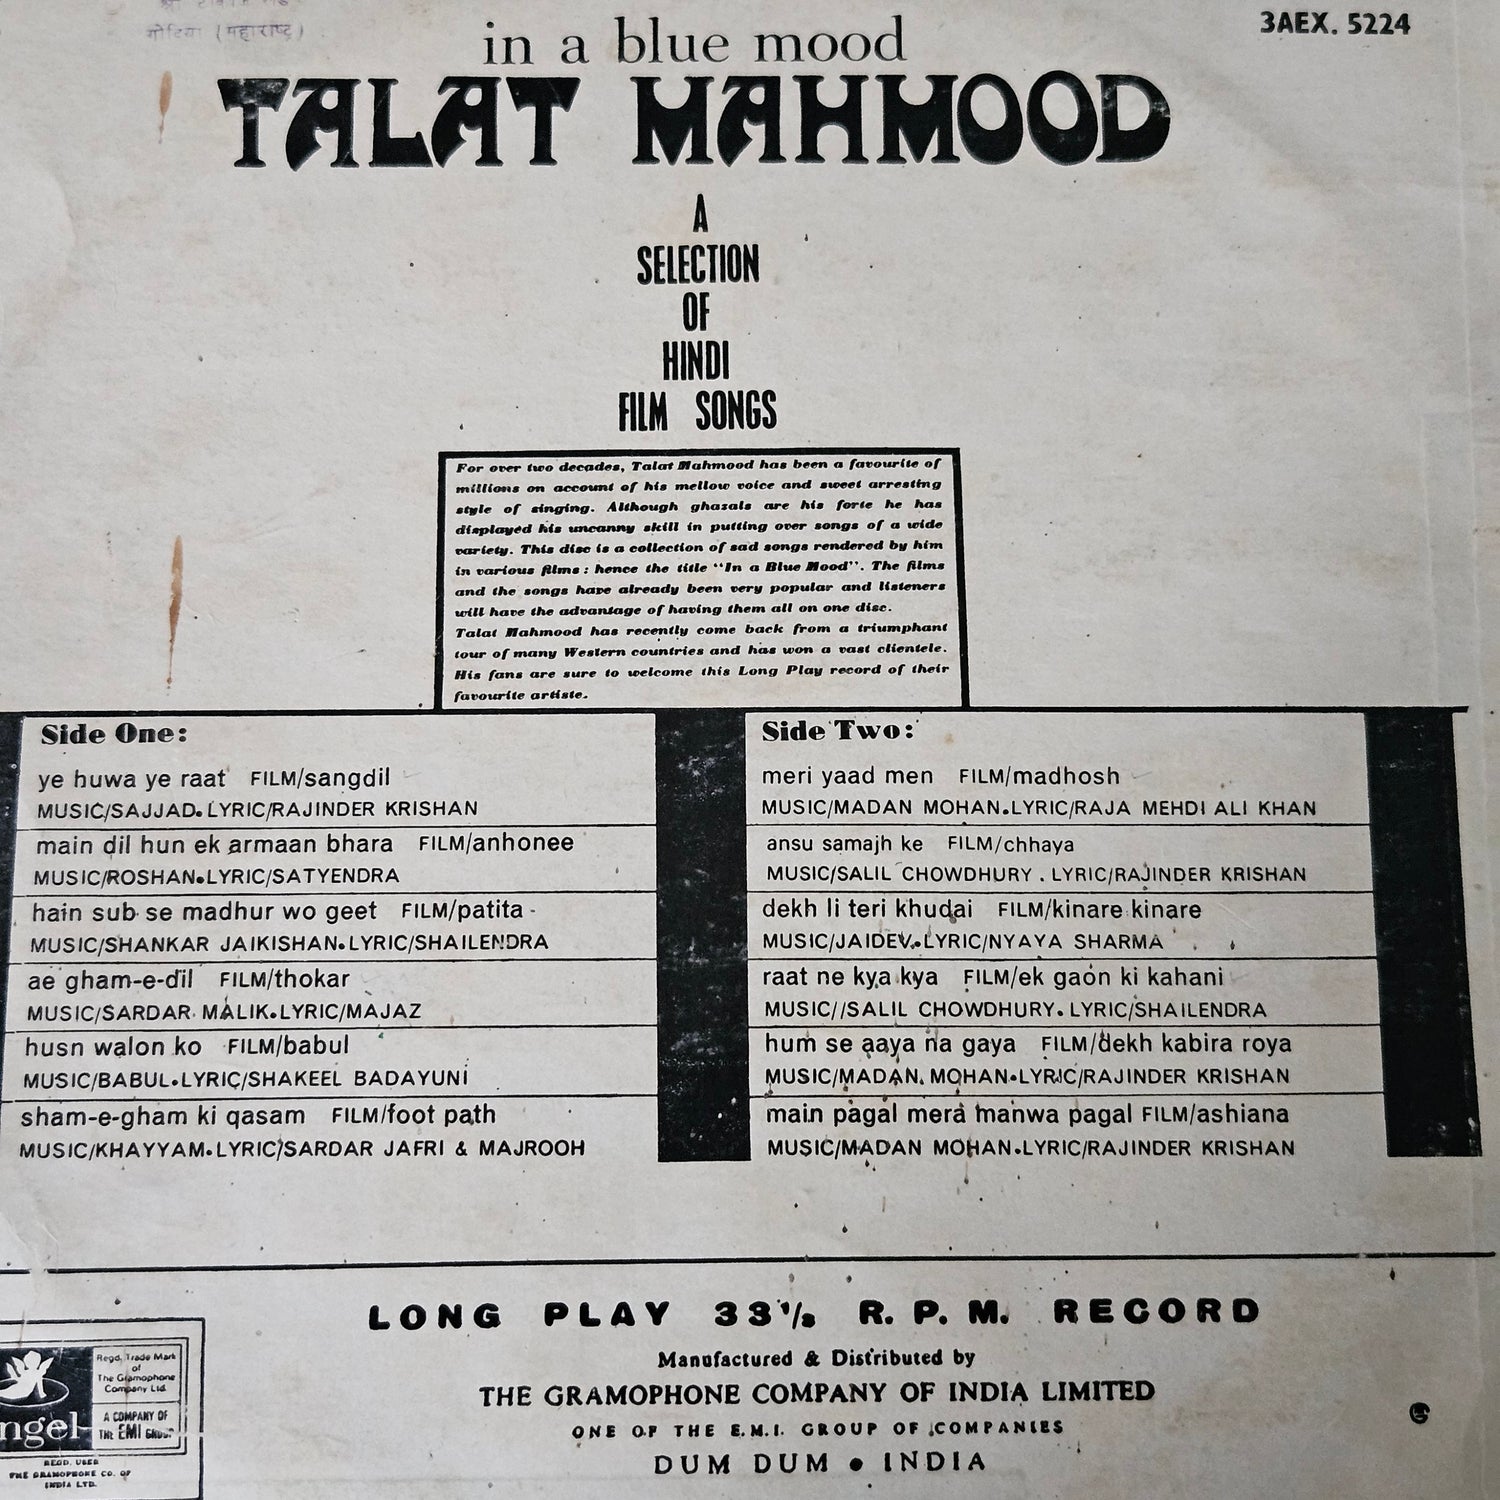 गोंदिया (महाराष्ट्र)
3AEX. 5224
in a blue mood
TALAT MAHMOOD
A
SELECTION
OF
HINDI
FILM SONGS
For over two decades, Talat Mahmood has been a favourite of
millions on account of his mellow voice and sweet arresting
style of singing. Although ghazals are his forte he has
displayed his uncanny skill in putting over songs of a wide
variety. This disc is a collection of sad songs rendered by him
in various films : hence the title "In a Blue Mood". The films
and the songs have already been very popular and listeners
will have the advantage of having them all on one disc.
Talat Mahmood has recently come back from a triumphant
tour of many Western countries and has won a vast clientele.
His fans are sure to welcome this Long Play record of their
favourite artiste.
Side One:
ye huwa ye raat FILM/sangdil
MUSIC/SAJJAD.LYRIC/RAJINDER KRISHAN
main dil hun ek armaan bhara FILM/anhonee
MUSIC/ROSHAN.LYRIC/SATYENDRA
hain sub se madhur wo geet FILM/patita
MUSIC/SHANKAR JAIKISHAN.LYRIC/SHAILENDRA
ae gham-e-dil FILM/thokar
MUSIC/SARDAR MALIK.LYRIC/MAJAZ
husn walon ko FILM/babul
MUSIC/BABUL.LYRIC/SHAKEEL BADAYUNI
sham-e-gham ki qasam FILM/foot path
MUSIC/KHAYYAM.LYRIC/SARDAR JAFRI & MAJROOH
Side Two:
meri yaad men FILM/madhosh
MUSIC/MADAN MOHAN.LYRIC/RAJA MEHDI ALI KHAN
ansu samajh ke FILM/chhaya
MUSIC/SALIL CHOWDHURY . LYRIC/RAJINDER KRISHAN
dekh li teri khudai FILM/kinare kinare
MUSIC/JAIDEV.LYRIC/NYAYA SHARMA
raat ne kya kya FILM/ek gaon ki kahani
MUSIC//SALIL CHOWDHURY. LYRIC/SHAILENDRA
hum se aaya na gaya FILM/dekh kabira roya
MUSIC/MADAN MOHAN.LYRIC/RAJINDER KRISHAN
main pagal mera manwa pagal FILM/ashiana
MUSIC/MADAN MOHAN.LYRIC/RAJINDER KRISHAN
LONG PLAY 33⅓ R. P. M. RECORD
Manufactured & Distributed by
THE GRAMOPHONE COMPANY OF INDIA LIMITED
ONE OF THE E.M.I. GROUP OF COMPANIES
DUM DUM • INDIA
ngel
Regd. Trade Mark
of
The Gramophone
Company Ltd.
A COMPANY OF
THE EMI GROUP
REGD. USER
THE GRAMOPHONE CO. OF
INDIA LTD.